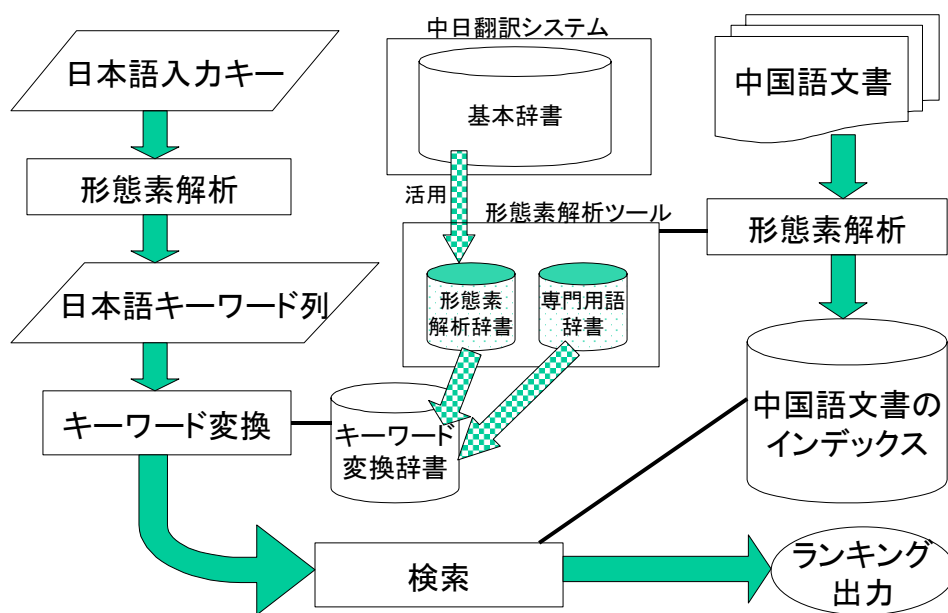 中日翻訳システム
日本語入力キー
基本辞書
中国語文書
形態素解析
活用
形態素解析ツール
形態素解析
日本語キーワード列
形態素
解析辞書
専門用語
辞書
キーワード変換
キーワード
変換辞書
中国語文書の
インデックス
検索
ランキング
出力